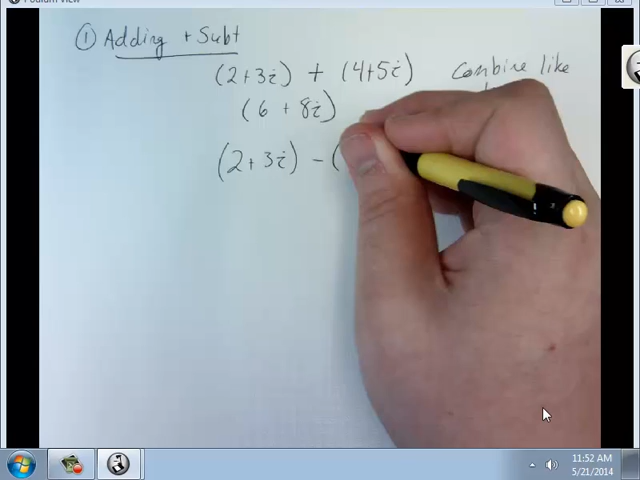 ① Adding + Subt
(2+3i) + (4+5i) Combine like
(6 + 8i)
(2+3i) - (
11:52 AM
5/21/2014